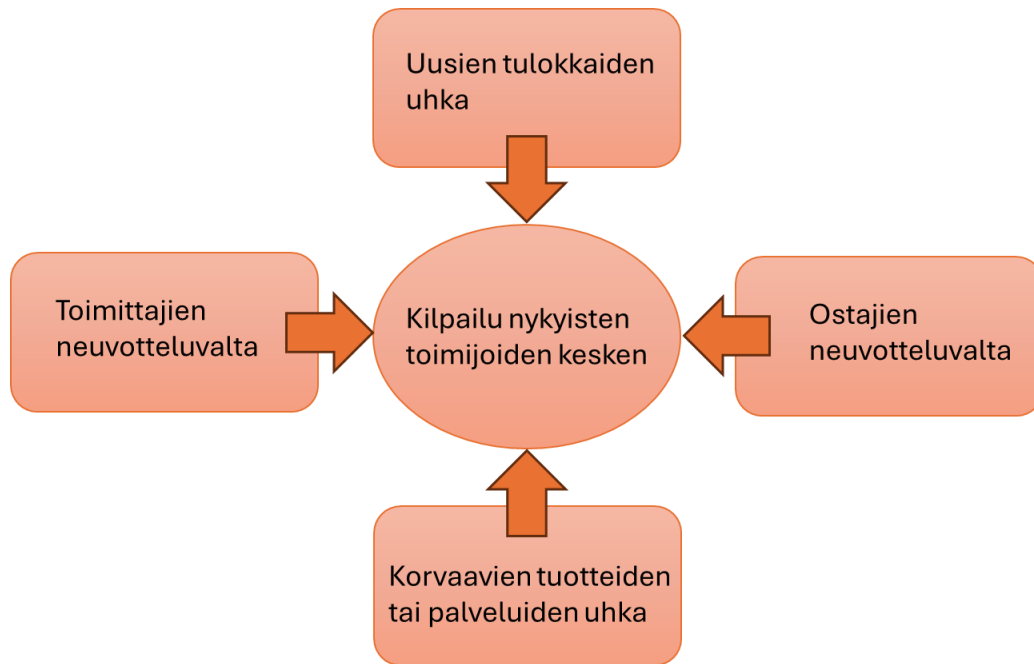 Uusien tulokkaiden
uhka
Toimittajien
neuvotteluvalta
Kilpailu nykyisten
toimijoiden kesken
Ostajien
neuvotteluvalta
Korvaavien tuotteiden
tai palveluiden uhka